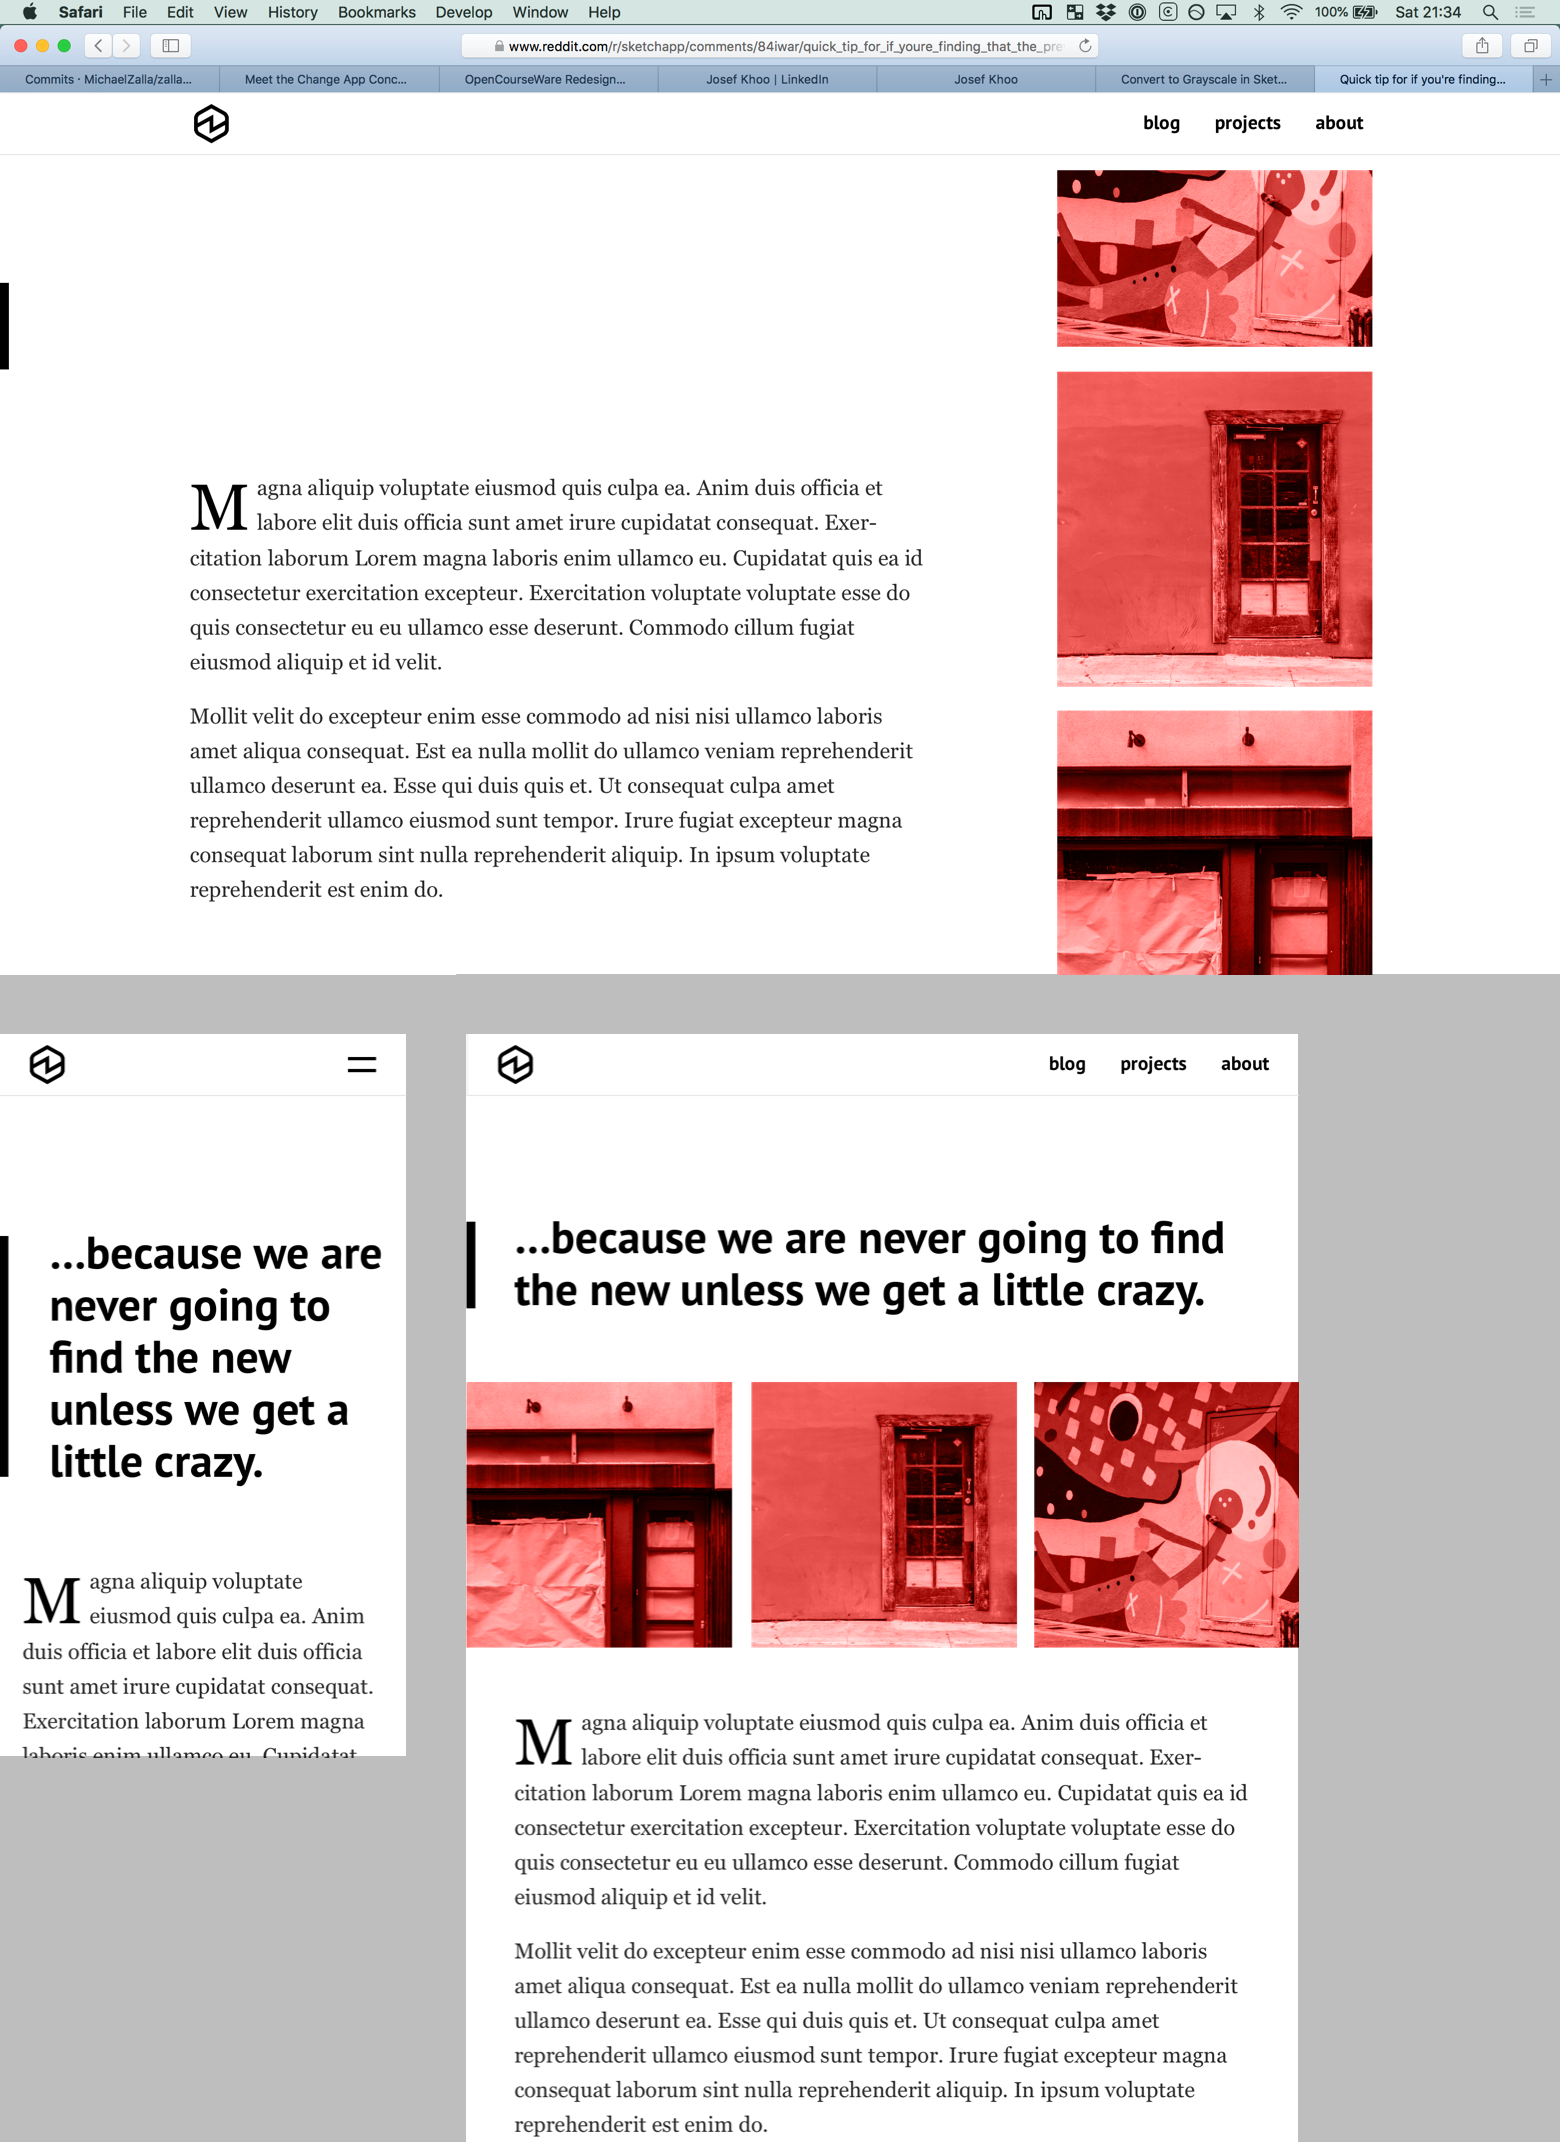 Safari File Edit View History Bookmarks Develop Window Help 100% Sat 21:34
www.reddit.com/r/sketchapp/comments/84iwar/quick_tip_for_if_youre_finding_that_the_pre
Commits · MichaelZalla/zalla... Meet the Change App Conc... OpenCourseWare Redesign... Josef Khoo | LinkedIn Josef Khoo Convert to Grayscale in Sket... Quick tip for if you're finding...
blog projects about
Magna aliquip voluptate eiusmod quis culpa ea. Anim duis officia et
labore elit duis officia sunt amet irure cupidatat consequat. Exer-
citation laborum Lorem magna laboris enim ullamco eu. Cupidatat quis ea id
consectetur exercitation excepteur. Exercitation voluptate voluptate esse do
quis consectetur eu eu ullamco esse deserunt. Commodo cillum fugiat
eiusmod aliquip et id velit.
Mollit velit do excepteur enim esse commodo ad nisi nisi ullamco laboris
amet aliqua consequat. Est ea nulla mollit do ullamco veniam reprehenderit
ullamco deserunt ea. Esse qui duis quis et. Ut consequat culpa amet
reprehenderit ullamco eiusmod sunt tempor. Irure fugiat excepteur magna
consequat laborum sint nulla reprehenderit aliquip. In ipsum voluptate
reprehenderit est enim do.
...because we are
never going to
find the new
unless we get a
little crazy.
Magna aliquip voluptate
eiusmod quis culpa ea. Anim
duis officia et labore elit duis officia
sunt amet irure cupidatat consequat.
Exercitation laborum Lorem magna
laboris enim ullamco eu. Cupidatat
blog projects about
...because we are never going to find
the new unless we get a little crazy.
Magna aliquip voluptate eiusmod quis culpa ea. Anim duis officia et
labore elit duis officia sunt amet irure cupidatat consequat. Exer-
citation laborum Lorem magna laboris enim ullamco eu. Cupidatat quis ea id
consectetur exercitation excepteur. Exercitation voluptate voluptate esse do
quis consectetur eu eu ullamco esse deserunt. Commodo cillum fugiat
eiusmod aliquip et id velit.
Mollit velit do excepteur enim esse commodo ad nisi nisi ullamco laboris
amet aliqua consequat. Est ea nulla mollit do ullamco veniam reprehenderit
ullamco deserunt ea. Esse qui duis quis et. Ut consequat culpa amet
reprehenderit ullamco eiusmod sunt tempor. Irure fugiat excepteur magna
consequat laborum sint nulla reprehenderit aliquip. In ipsum voluptate
reprehenderit est enim do.